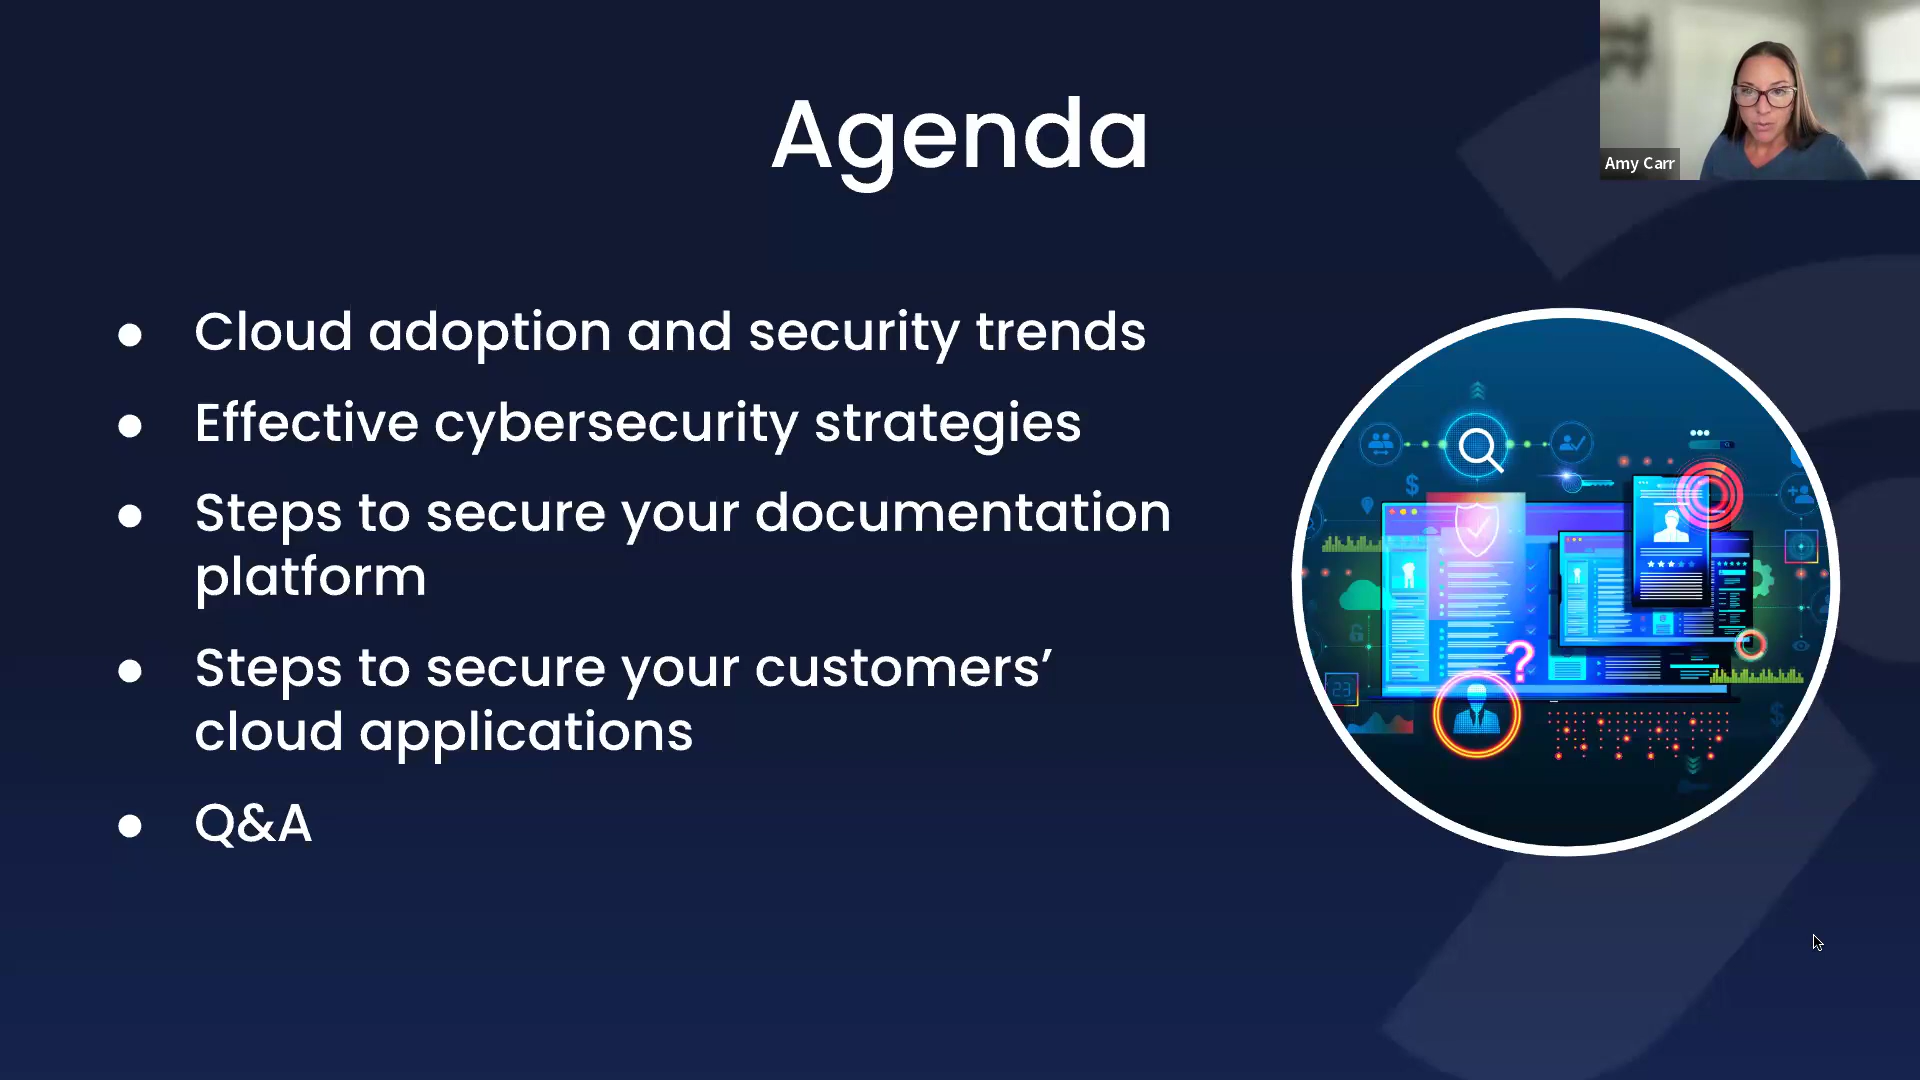 Agenda
Amy Carr
● Cloud adoption and security trends
● Effective cybersecurity strategies
● Steps to secure your documentation
platform
● Steps to secure your customers’
cloud applications
● Q&A
$
?
23
$